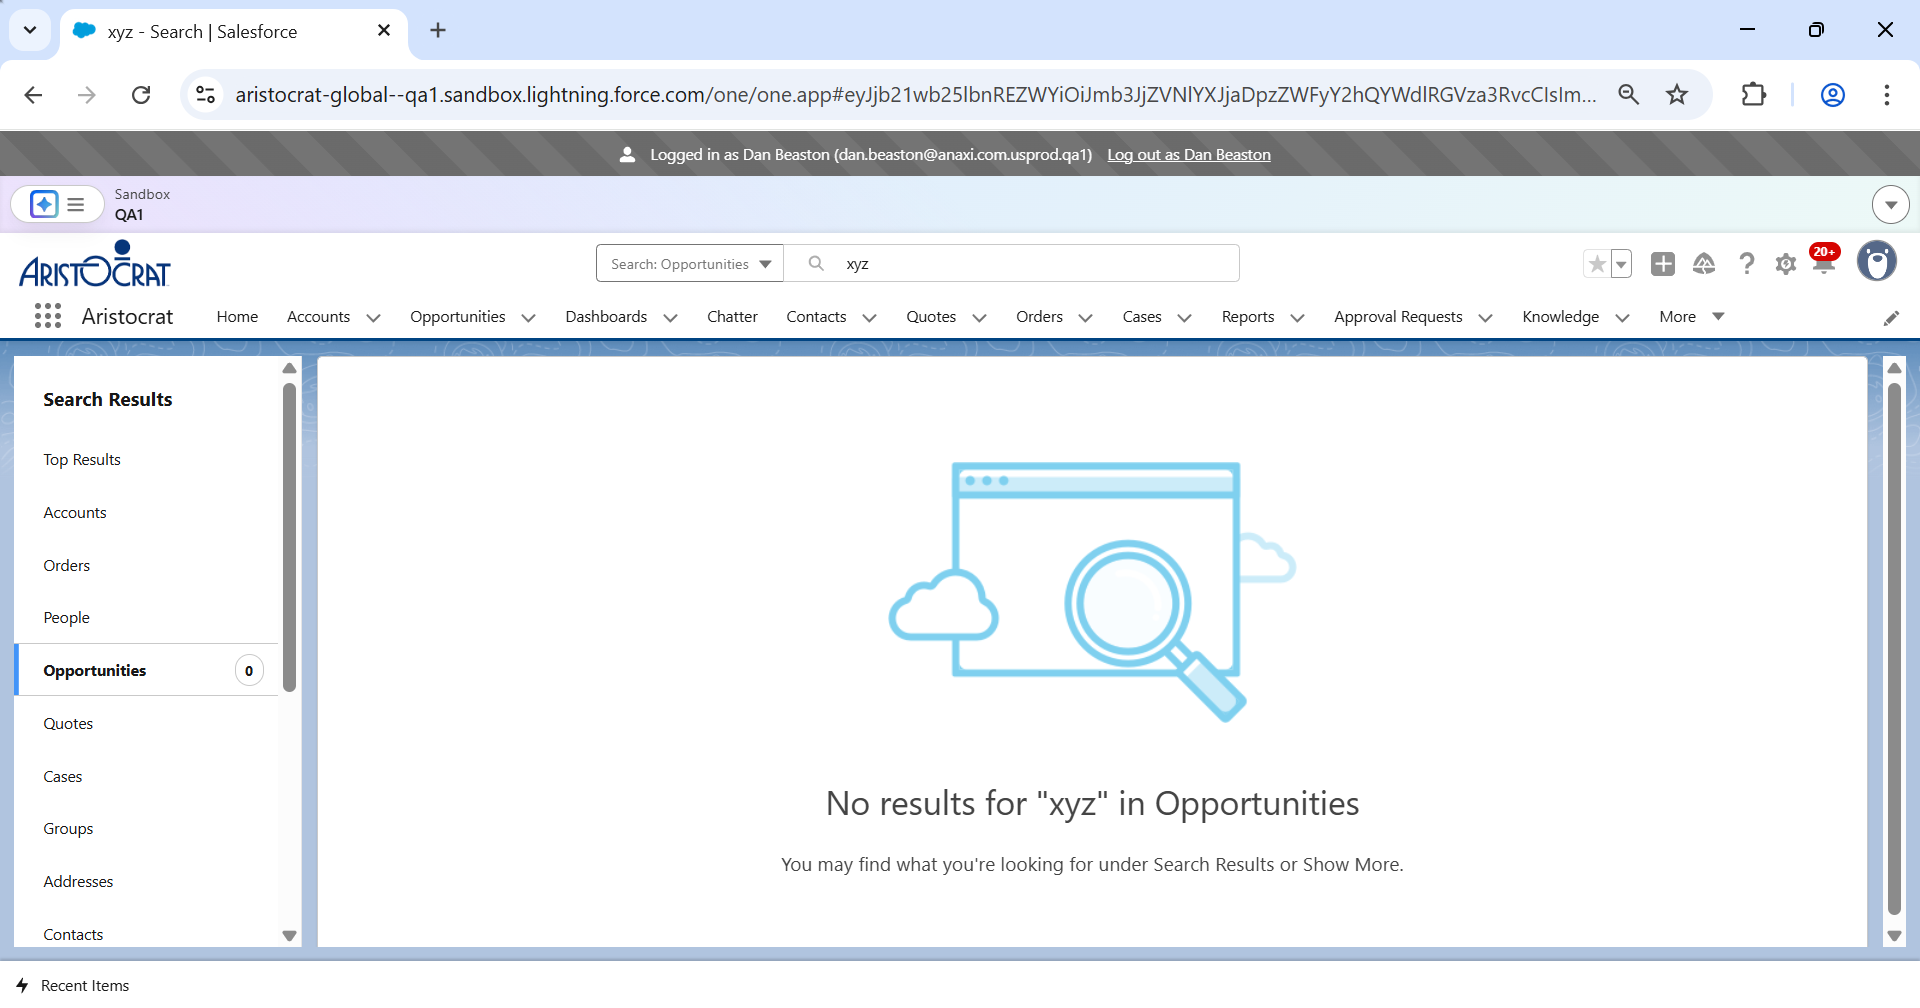 xyz - Search | Salesforce
aristocrat-global--qa1.sandbox.lightning.force.com/one/one.app#eyJjb21wb25lbnREZWYiOiJmb3JjZVNlYXJjaDpzZWFyY2hQYWdlRGVza3RvcCIsIm...
Logged in as Dan Beaston (dan.beaston@anaxi.com.usprod.qa1) Log out as Dan Beaston
Sandbox
QA1
ARISTOCRAT
Search: Opportunities xyz
20+
Aristocrat Home Accounts Opportunities Dashboards Chatter Contacts Quotes Orders Cases Reports Approval Requests Knowledge More
Search Results
Top Results
Accounts
Orders
People
Opportunities 0
Quotes
Cases
Groups
Addresses
Contacts
No results for "xyz" in Opportunities
You may find what you're looking for under Search Results or Show More.
Recent Items